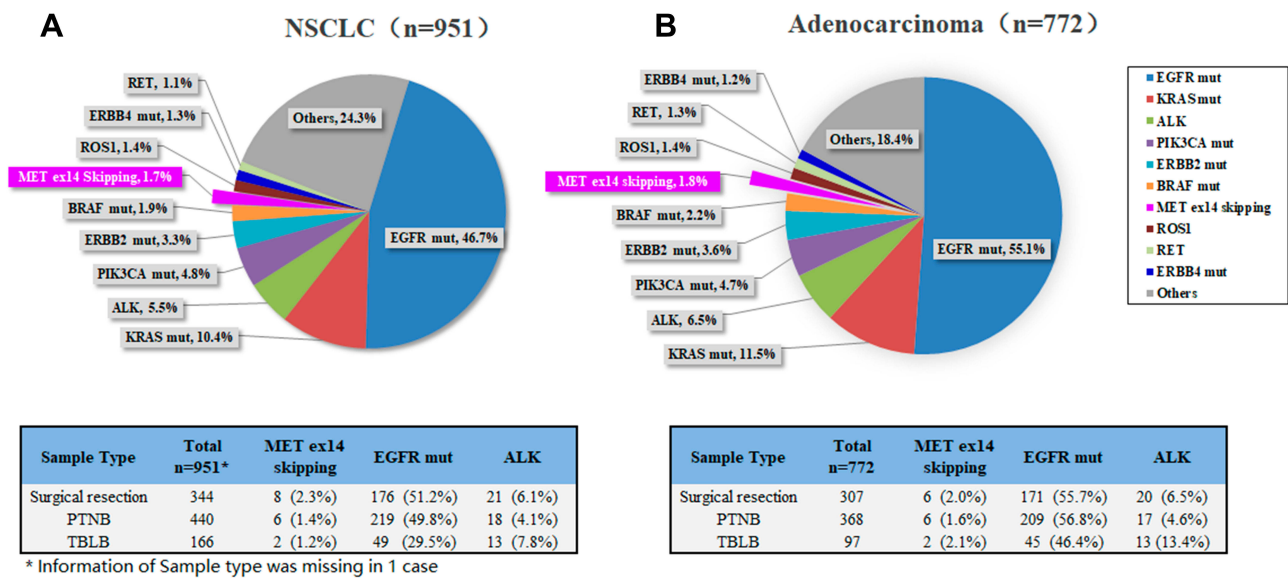 A
NSCLC（n=951）
RET, 1.1%
ERBB4 mut, 1.3%
ROS1, 1.4%
MET ex14 Skipping, 1.7%
BRAF mut, 1.9%
ERBB2 mut, 3.3%
PIK3CA mut, 4.8%
ALK, 5.5%
KRAS mut, 10.4%
Others, 24.3%
EGFR mut, 46.7%
B
Adenocarcinoma（n=772）
ERBB4 mut, 1.2%
RET, 1.3%
ROS1, 1.4%
MET ex14 skipping, 1.8%
BRAF mut, 2.2%
ERBB2 mut, 3.6%
PIK3CA mut, 4.7%
ALK, 6.5%
KRAS mut, 11.5%
Others, 18.4%
EGFR mut, 55.1%
EGFR mut
KRAS mut
ALK
PIK3CA mut
ERBB2 mut
BRAF mut
MET ex14 skipping
ROS1
RET
ERBB4 mut
Others
Sample Type Total n=951* MET ex14 skipping EGFR mut ALK
Surgical resection 344 8 (2.3%) 176 (51.2%) 21 (6.1%)
PTNB 440 6 (1.4%) 219 (49.8%) 18 (4.1%)
TBLB 166 2 (1.2%) 49 (29.5%) 13 (7.8%)
* Information of Sample type was missing in 1 case
Sample Type Total n=772 MET ex14 skipping EGFR mut ALK
Surgical resection 307 6 (2.0%) 171 (55.7%) 20 (6.5%)
PTNB 368 6 (1.6%) 209 (56.8%) 17 (4.6%)
TBLB 97 2 (2.1%) 45 (46.4%) 13 (13.4%)